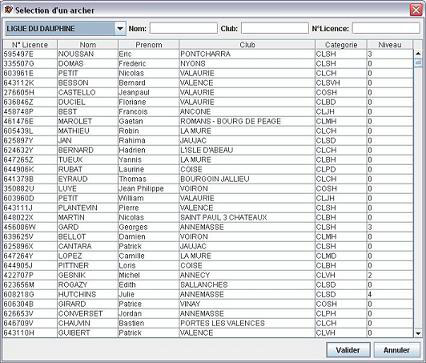 Selection d'un archer
LIGUE DU DAUPHINE Nom: Club: N°Licence:
N° Licence Nom Prenom Club Categorie Niveau
595497E NOUSSAN Eric PONTCHARRA CLSH 3
335507G DOMAS Frederic NYONS CLSH 0
603961E PETIT Nicolas VALAURIE CLCH 0
643112K BESSON Bernard VALENCE CLSVH 0
276605H CASTELLO Jeanpaul VALAURIE COSH 0
636046Z DUCIEL Floriane VALAURIE CLBD 0
458748P BEST Francois ANCONE CLJH 0
461476E MAROLET Gaetan ROMANS - BOURG DE PEAGE CLMH 0
605439L MATHIEU Robin LA MURE CLCH 0
625897Y JAN Rahima JAUJAC CLSD 0
624632Y BERNARD Hadrien L'ISLE D'ABEAU CLCH 0
647265Z TUEUX Yannis LA MURE CLBH 0
644906K RUBAT Laurine COISE CLPD 0
641379B EYRAUD Thomas BOURGOIN JALLIEU CLCH 0
350882U LUYE Jean Philippe VOIRON COSH 0
603960D PETIT William VALAURIE CLJH 0
643111J PLANTEVIN Pierre VALENCE CLSH 0
648022X MARTIN Nicolas SAINT PAUL 3 CHATEAUX CLBH 0
456086W GARD Georges ANNEMASSE CLSH 3
639625V BELLOT Damien VOIRON CLMH 0
625896X CANTARA Patrick JAUJAC CLSH 0
647264Y LOPEZ Camille LA MURE CLMD 0
644905J PITTNER Loris COISE CLBH 0
422707P GESNIK Michel ANNECY CLVH 2
623656M ROGAZY Edith SALLANCHES CLSD 0
608218G HUTCHINS Julie ANNEMASSE CLSD 4
606304B GIRARD Patrice VINAY COSH 0
626653V CONVERSET Jordan ANNEMASSE CLPH 0
646709V CHAUVIN Bastien PORTES LES VALENCES CLCH 0
643110H GUIBERT Patrick VALENCE CLVH 0
Valider Annuler